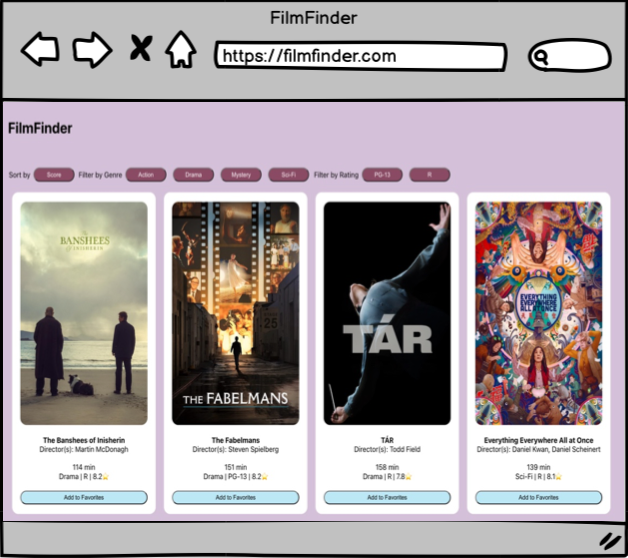 FilmFinder
https://filmfinder.com
FilmFinder
Sort by Score Filter by Genre Action Drama Mystery Sci-Fi Filter by Rating PG-13 R
THE
BANSHEES
OF INISHERIN
25
THE FABELMANS
TÁR
EVERYTHING
EVERYWHERE
ALL AT ONCE
The Banshees of Inisherin
Director(s): Martin McDonagh
114 min
Drama | R | 8.2⭐
Add to Favorites
The Fabelmans
Director(s): Steven Spielberg
151 min
Drama | PG-13 | 8.2⭐
Add to Favorites
TÁR
Director(s): Todd Field
158 min
Drama | R | 7.8⭐
Add to Favorites
Everything Everywhere All at Once
Director(s): Daniel Kwan, Daniel Scheinert
139 min
Sci-Fi | R | 8.1⭐
Add to Favorites